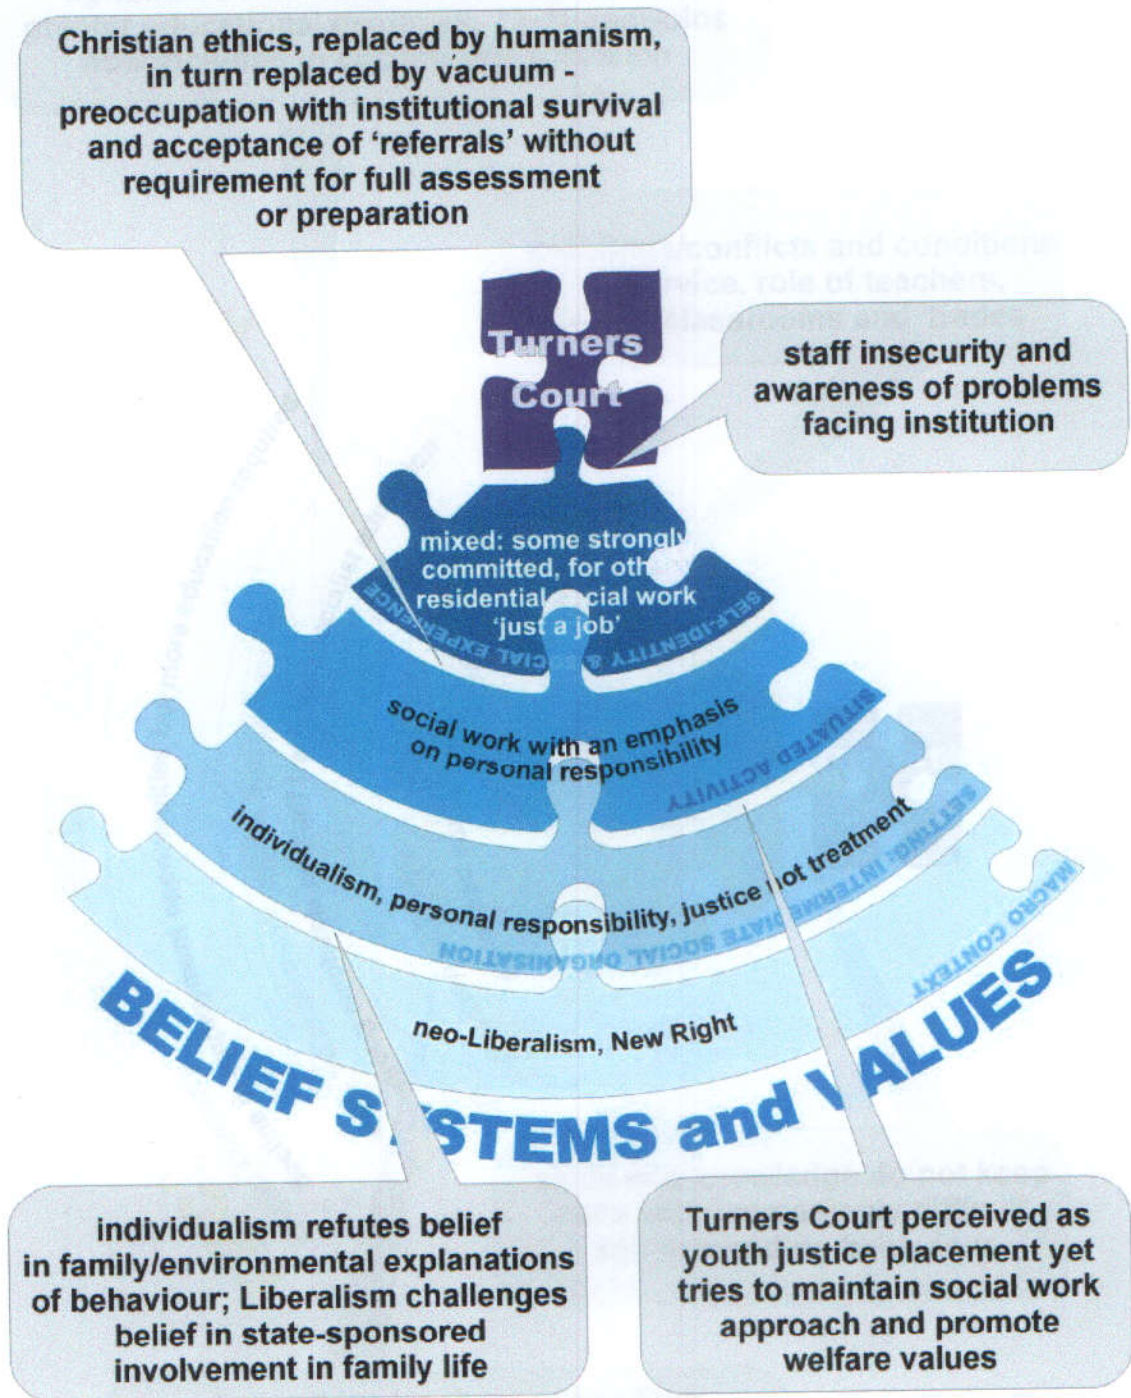 Christian ethics, replaced by humanism,
in turn replaced by vacuum -
preoccupation with institutional survival
and acceptance of ‘referrals’ without
requirement for full assessment
or preparation
Turners
Court
staff insecurity and
awareness of problems
facing institution
mixed: some strongly
committed, for other
residential social work
‘just a job’
SELF-IDENTITY & SOCIAL EXPERIENCE
social work with an emphasis
on personal responsibility
SITUATED ACTIVITY
individualism, personal responsibility, justice not treatment
SETTING: INTERMEDIATE SOCIAL ORGANISATION
neo-Liberalism, New Right
MACRO CONTEXT
BELIEF SYSTEMS and VALUES
individualism refutes belief
in family/environmental explanations
of behaviour; Liberalism challenges
belief in state-sponsored
involvement in family life
Turners Court perceived as
youth justice placement yet
tries to maintain social work
approach and promote
welfare values